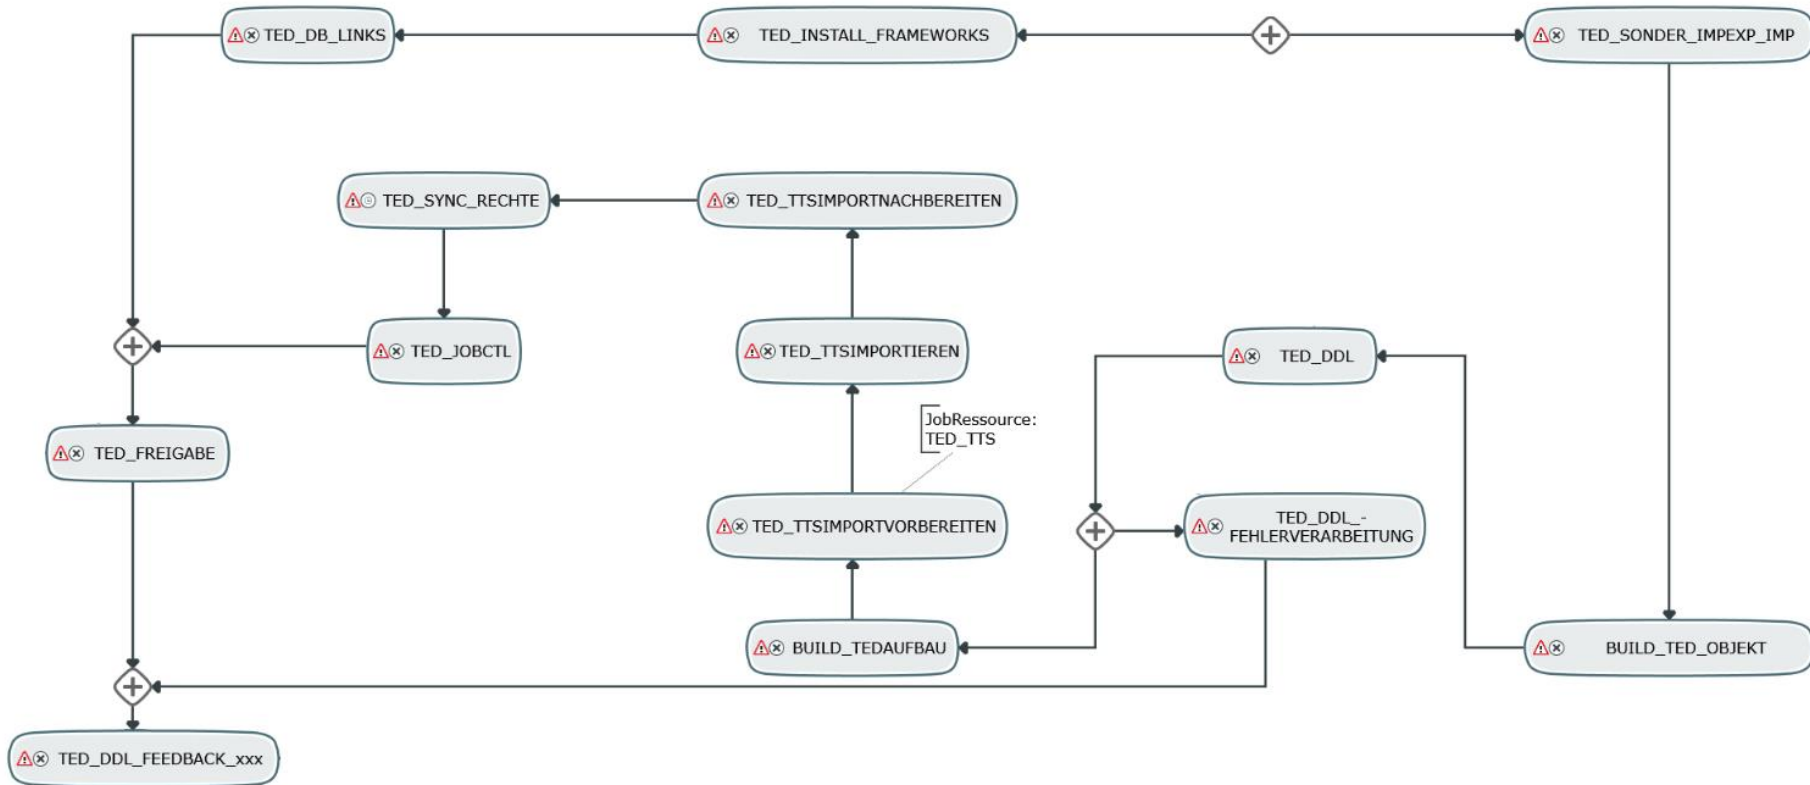 TED_DB_LINKS
TED_INSTALL_FRAMEWORKS
TED_SONDER_IMPEXP_IMP
TED_SYNC_RECHTE
TED_TTSIMPORTNACHBEREITEN
TED_JOBCTL
TED_TTSIMPORTIEREN
TED_DDL
JobRessource:
TED_TTS
TED_FREIGABE
TED_TTSIMPORTVORBEREITEN
TED_DDL_-
FEHLERVERARBEITUNG
BUILD_TEDAUFBAU
BUILD_TED_OBJEKT
TED_DDL_FEEDBACK_xxx